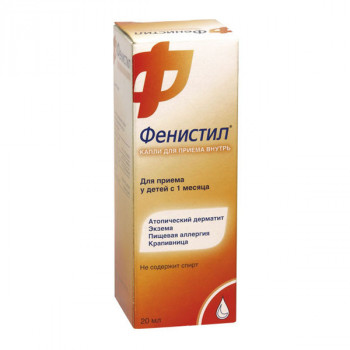 Фенистил
Ф
Фенистил®
КАПЛИ ДЛЯ ПРИЕМА ВНУТРЬ
Для приема
у детей с 1 месяца
Атопический дерматит
Экзема
Пищевая аллергия
Крапивница
Не содержит спирт
20 мл